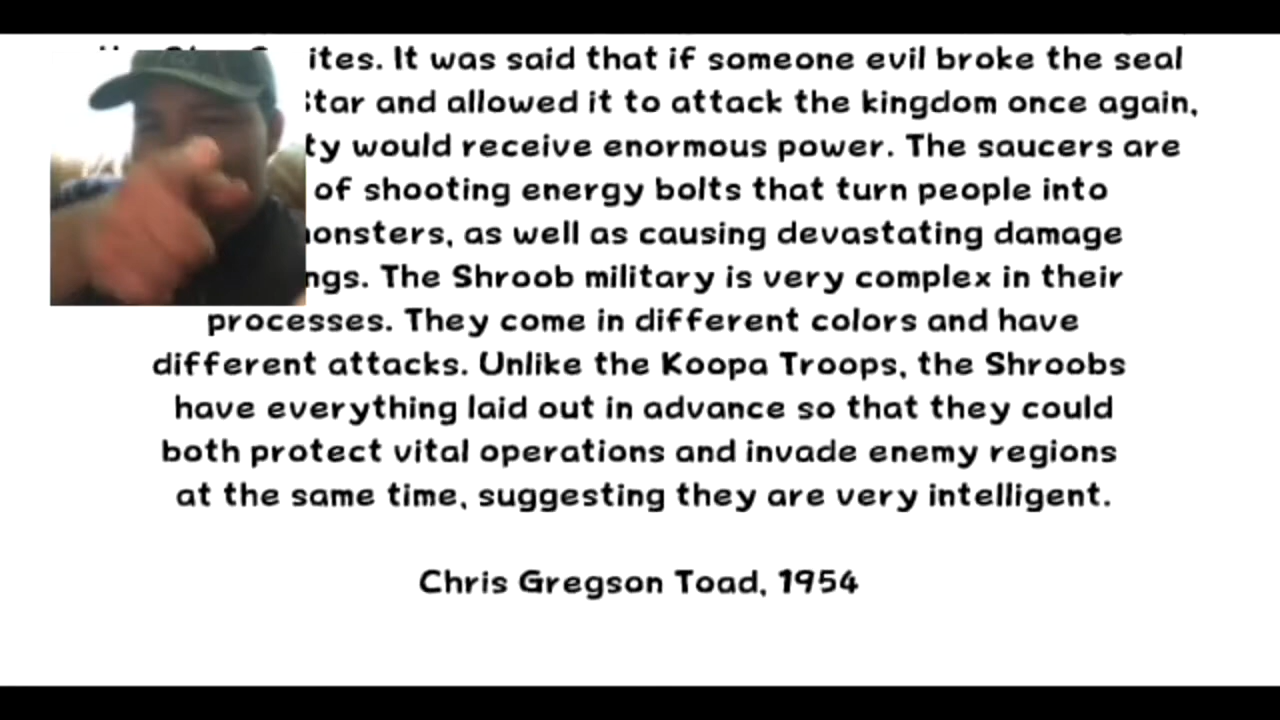 ites. It was said that if someone evil broke the seal
Star and allowed it to attack the kingdom once again,
ty would receive enormous power. The saucers are
of shooting energy bolts that turn people into
onsters, as well as causing devastating damage
ngs. The Shroob military is very complex in their
processes. They come in different colors and have
different attacks. Unlike the Koopa Troops, the Shroobs
have everything laid out in advance so that they could
both protect vital operations and invade enemy regions
at the same time, suggesting they are very intelligent.
Chris Gregson Toad, 1954